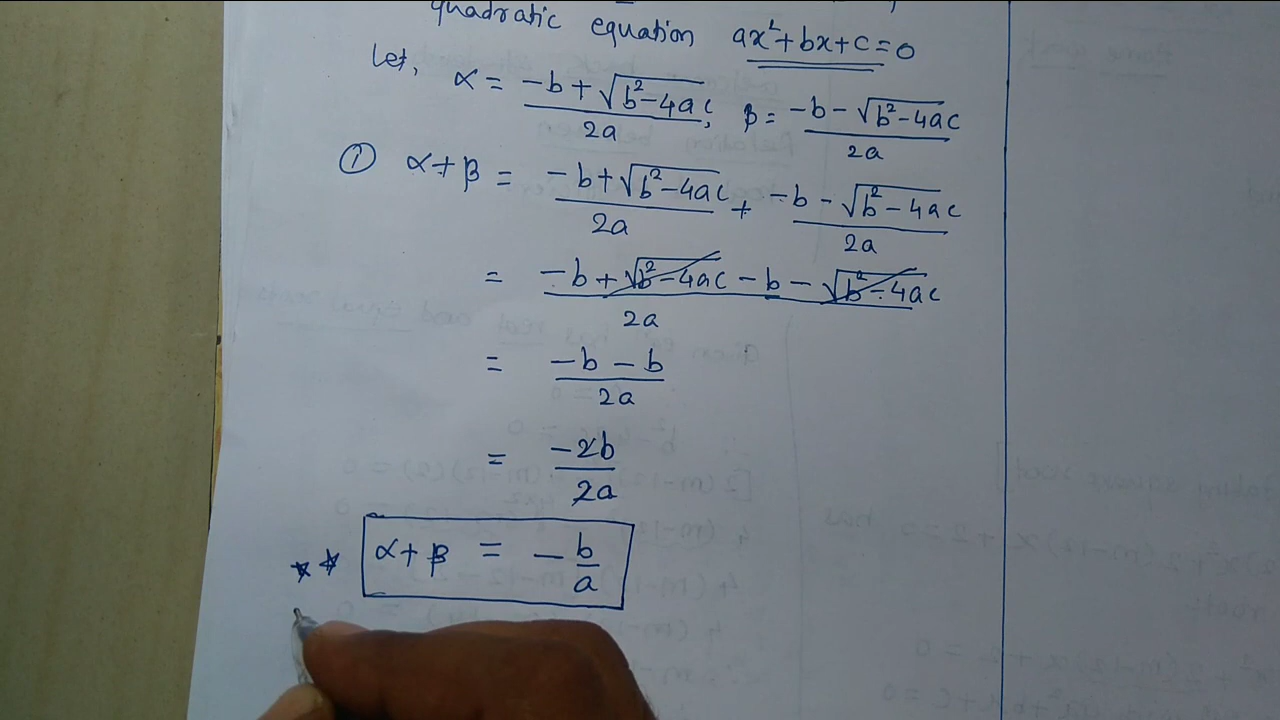 quadratic equation ax²+bx+c=0
Let,
α = (-b+√(b²-4ac))/2a, β = (-b-√(b²-4ac))/2a
① α+β = (-b+√(b²-4ac))/2a + (-b-√(b²-4ac))/2a
= (-b+√(b²-4ac)-b-√(b²-4ac))/2a
= (-b-b)/2a
= -2b/2a
** α+β = -b/a